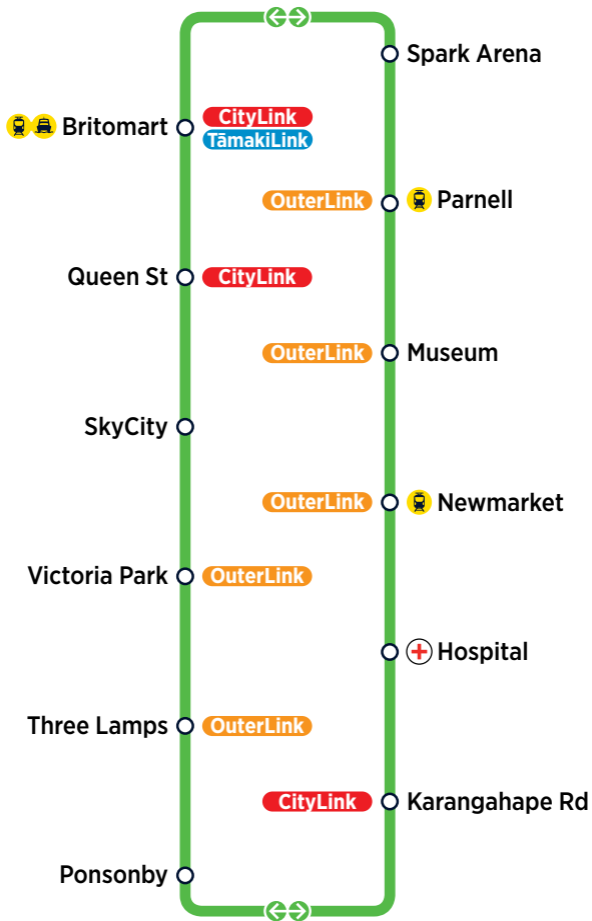 Spark Arena
Britomart
CityLink
TāmakiLink
OuterLink
Parnell
Queen St
CityLink
OuterLink
Museum
SkyCity
OuterLink
Newmarket
Victoria Park
OuterLink
Hospital
Three Lamps
OuterLink
CityLink
Karangahape Rd
Ponsonby